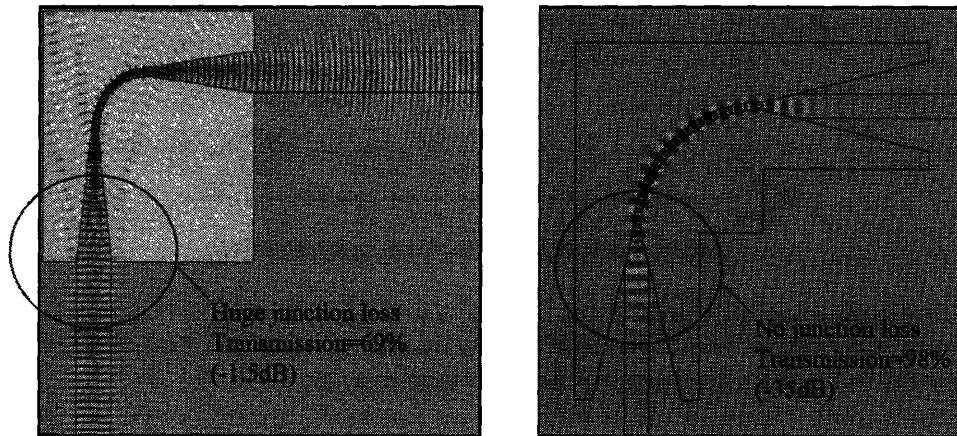 Huge junction loss
Transmission=69%
(-1.5dB)
No junction loss
Transmission=98%
(-35dB)